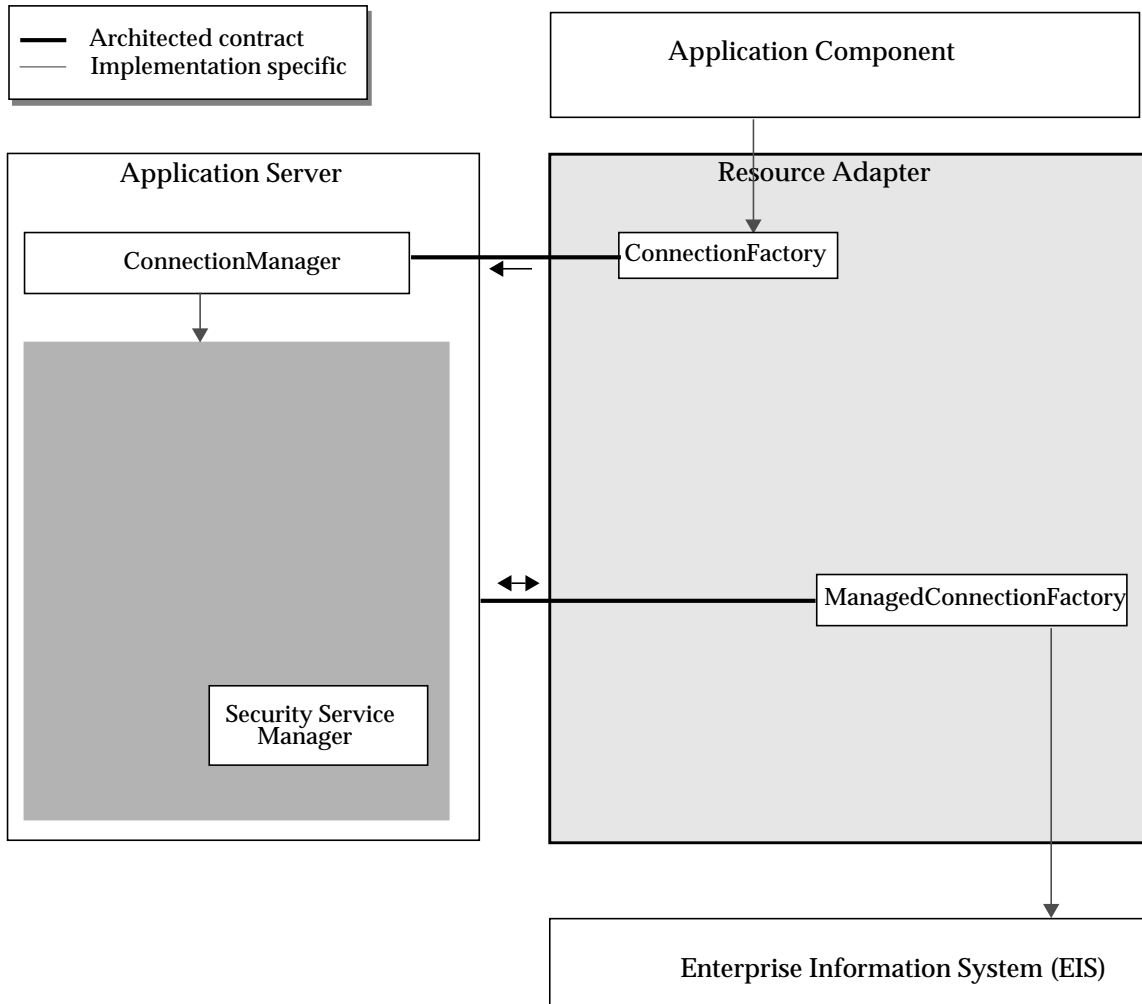 Architected contract
Implementation specific
Application Component
Application Server
Resource Adapter
ConnectionManager
ConnectionFactory
ManagedConnectionFactory
Security Service
Manager
Enterprise Information System (EIS)